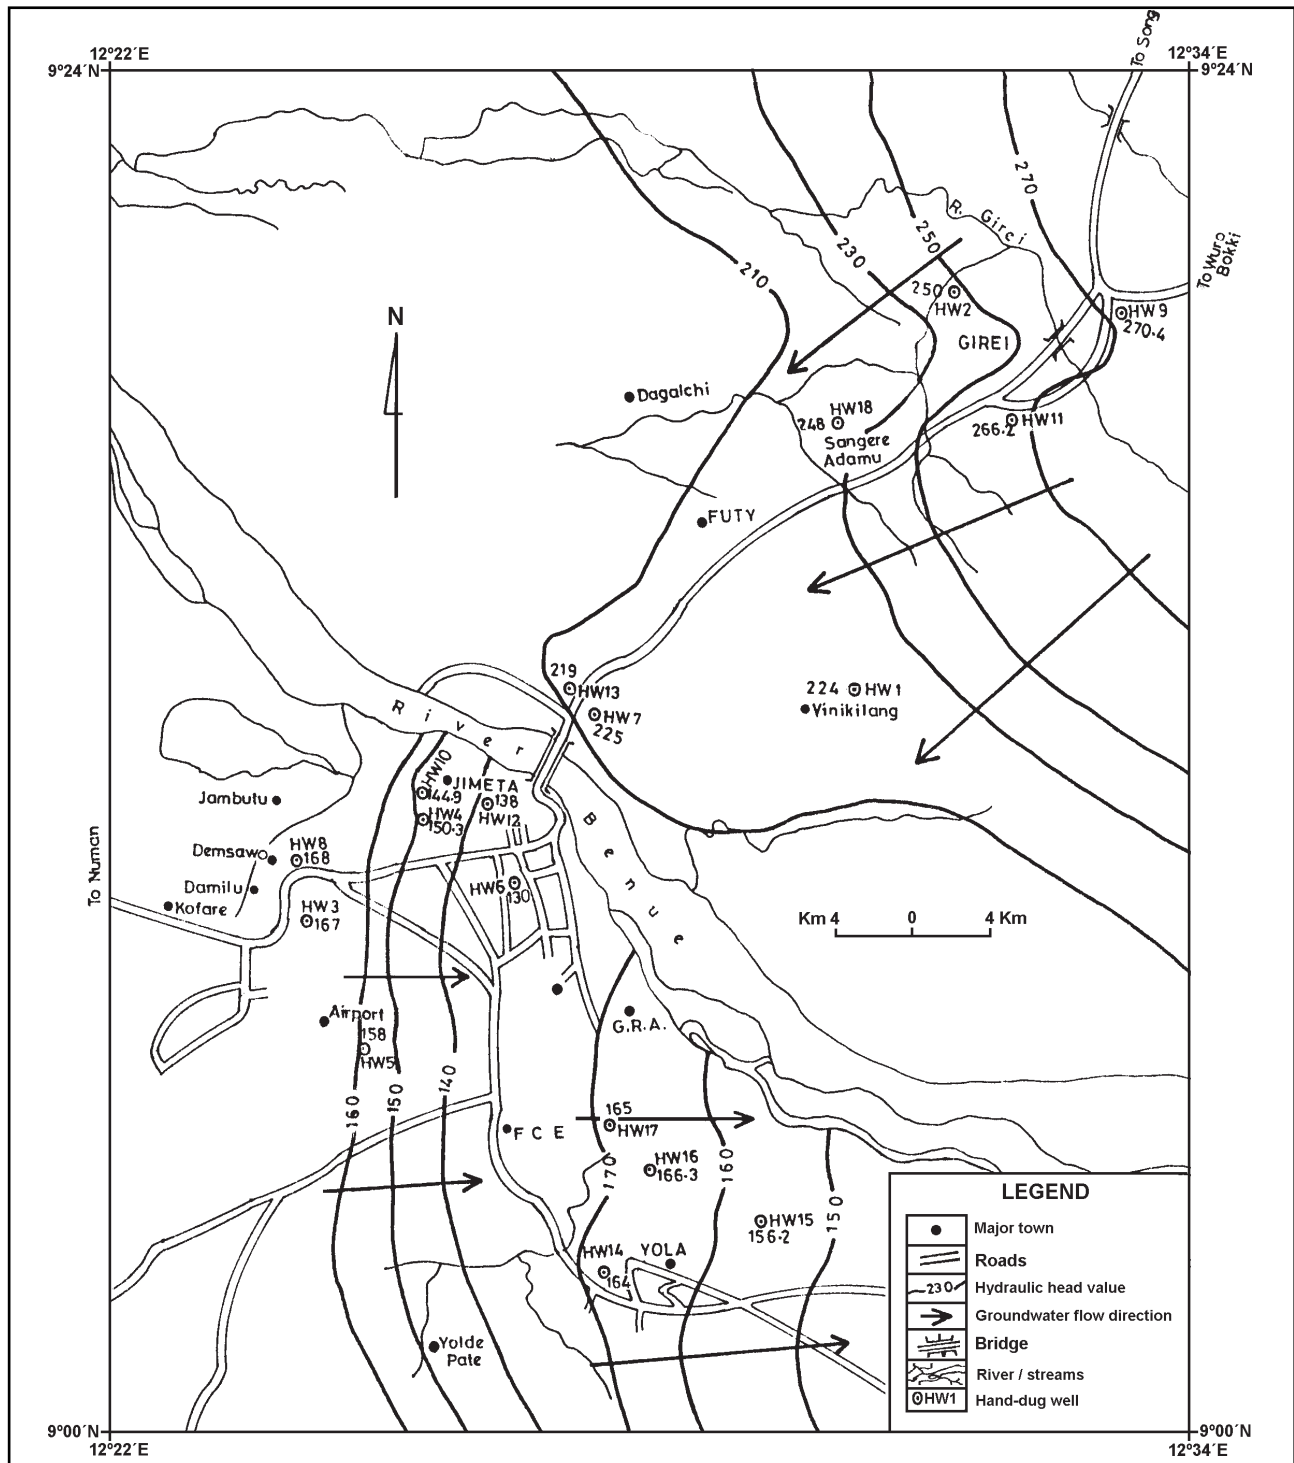 12°22´E
12°34´E
9°24´N
9°24´N
To Song
270
R. Girei
To Wuro
Bokki
250
230
210
250
HW2
GIREI
HW9
270.4
N
Dagalchi
HW18
248
Sangere
Adamu
HW11
266.2
FUTY
219
HW13
HW7
225
224
HW1
Vinikilang
River
Benue
HW10
144.9
JIMETA
138
HW12
HW4
150.3
Jambutu
Demsawo
HW8
168
HW6
130
Damilu
Kofare
To Numan
HW3
167
Km 4
0
4 Km
Airport
158
HW5
G.R.A.
160
150
140
165
HW17
FCE
HW16
166.3
170
160
150
HW15
156.2
HW14
164
YOLA
Yolde
Pate
LEGEND
Major town
Roads
230
Hydraulic head value
Groundwater flow direction
Bridge
River / streams
HW1
Hand-dug well
9°00´N
9°00´N
12°22´E
12°34´E